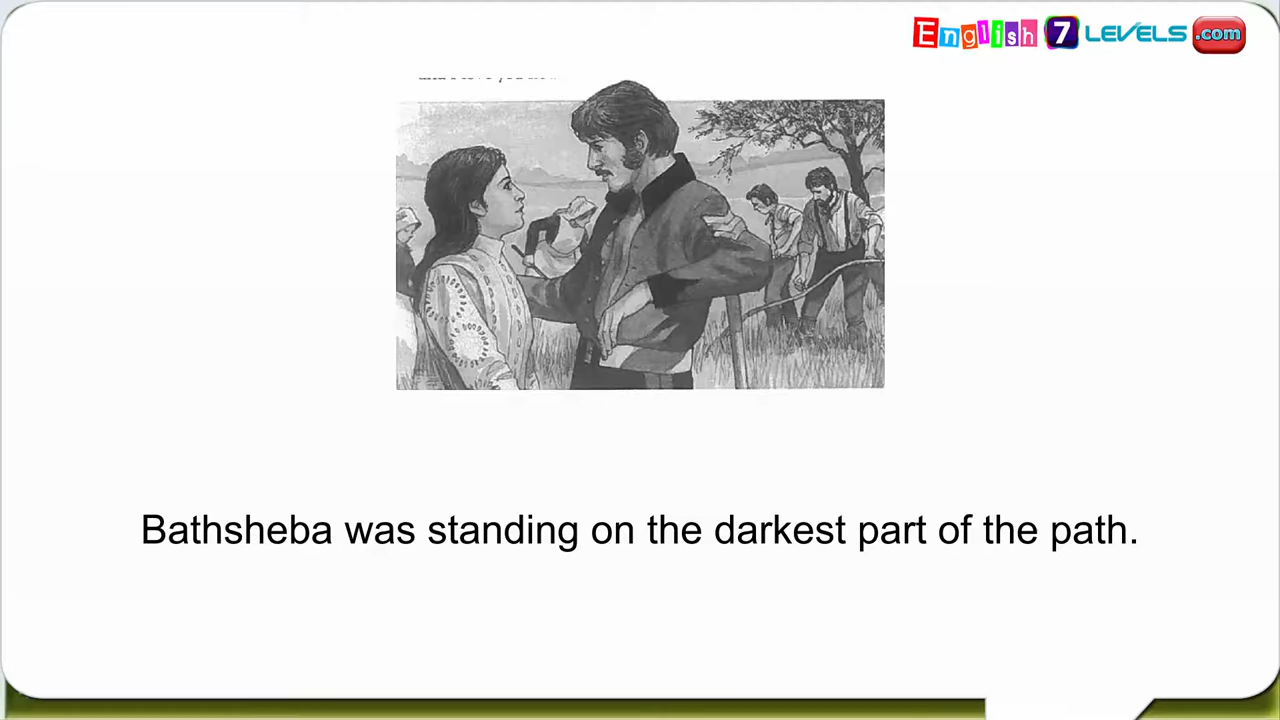 English 7 LEVELS .com
Bathsheba was standing on the darkest part of the path.